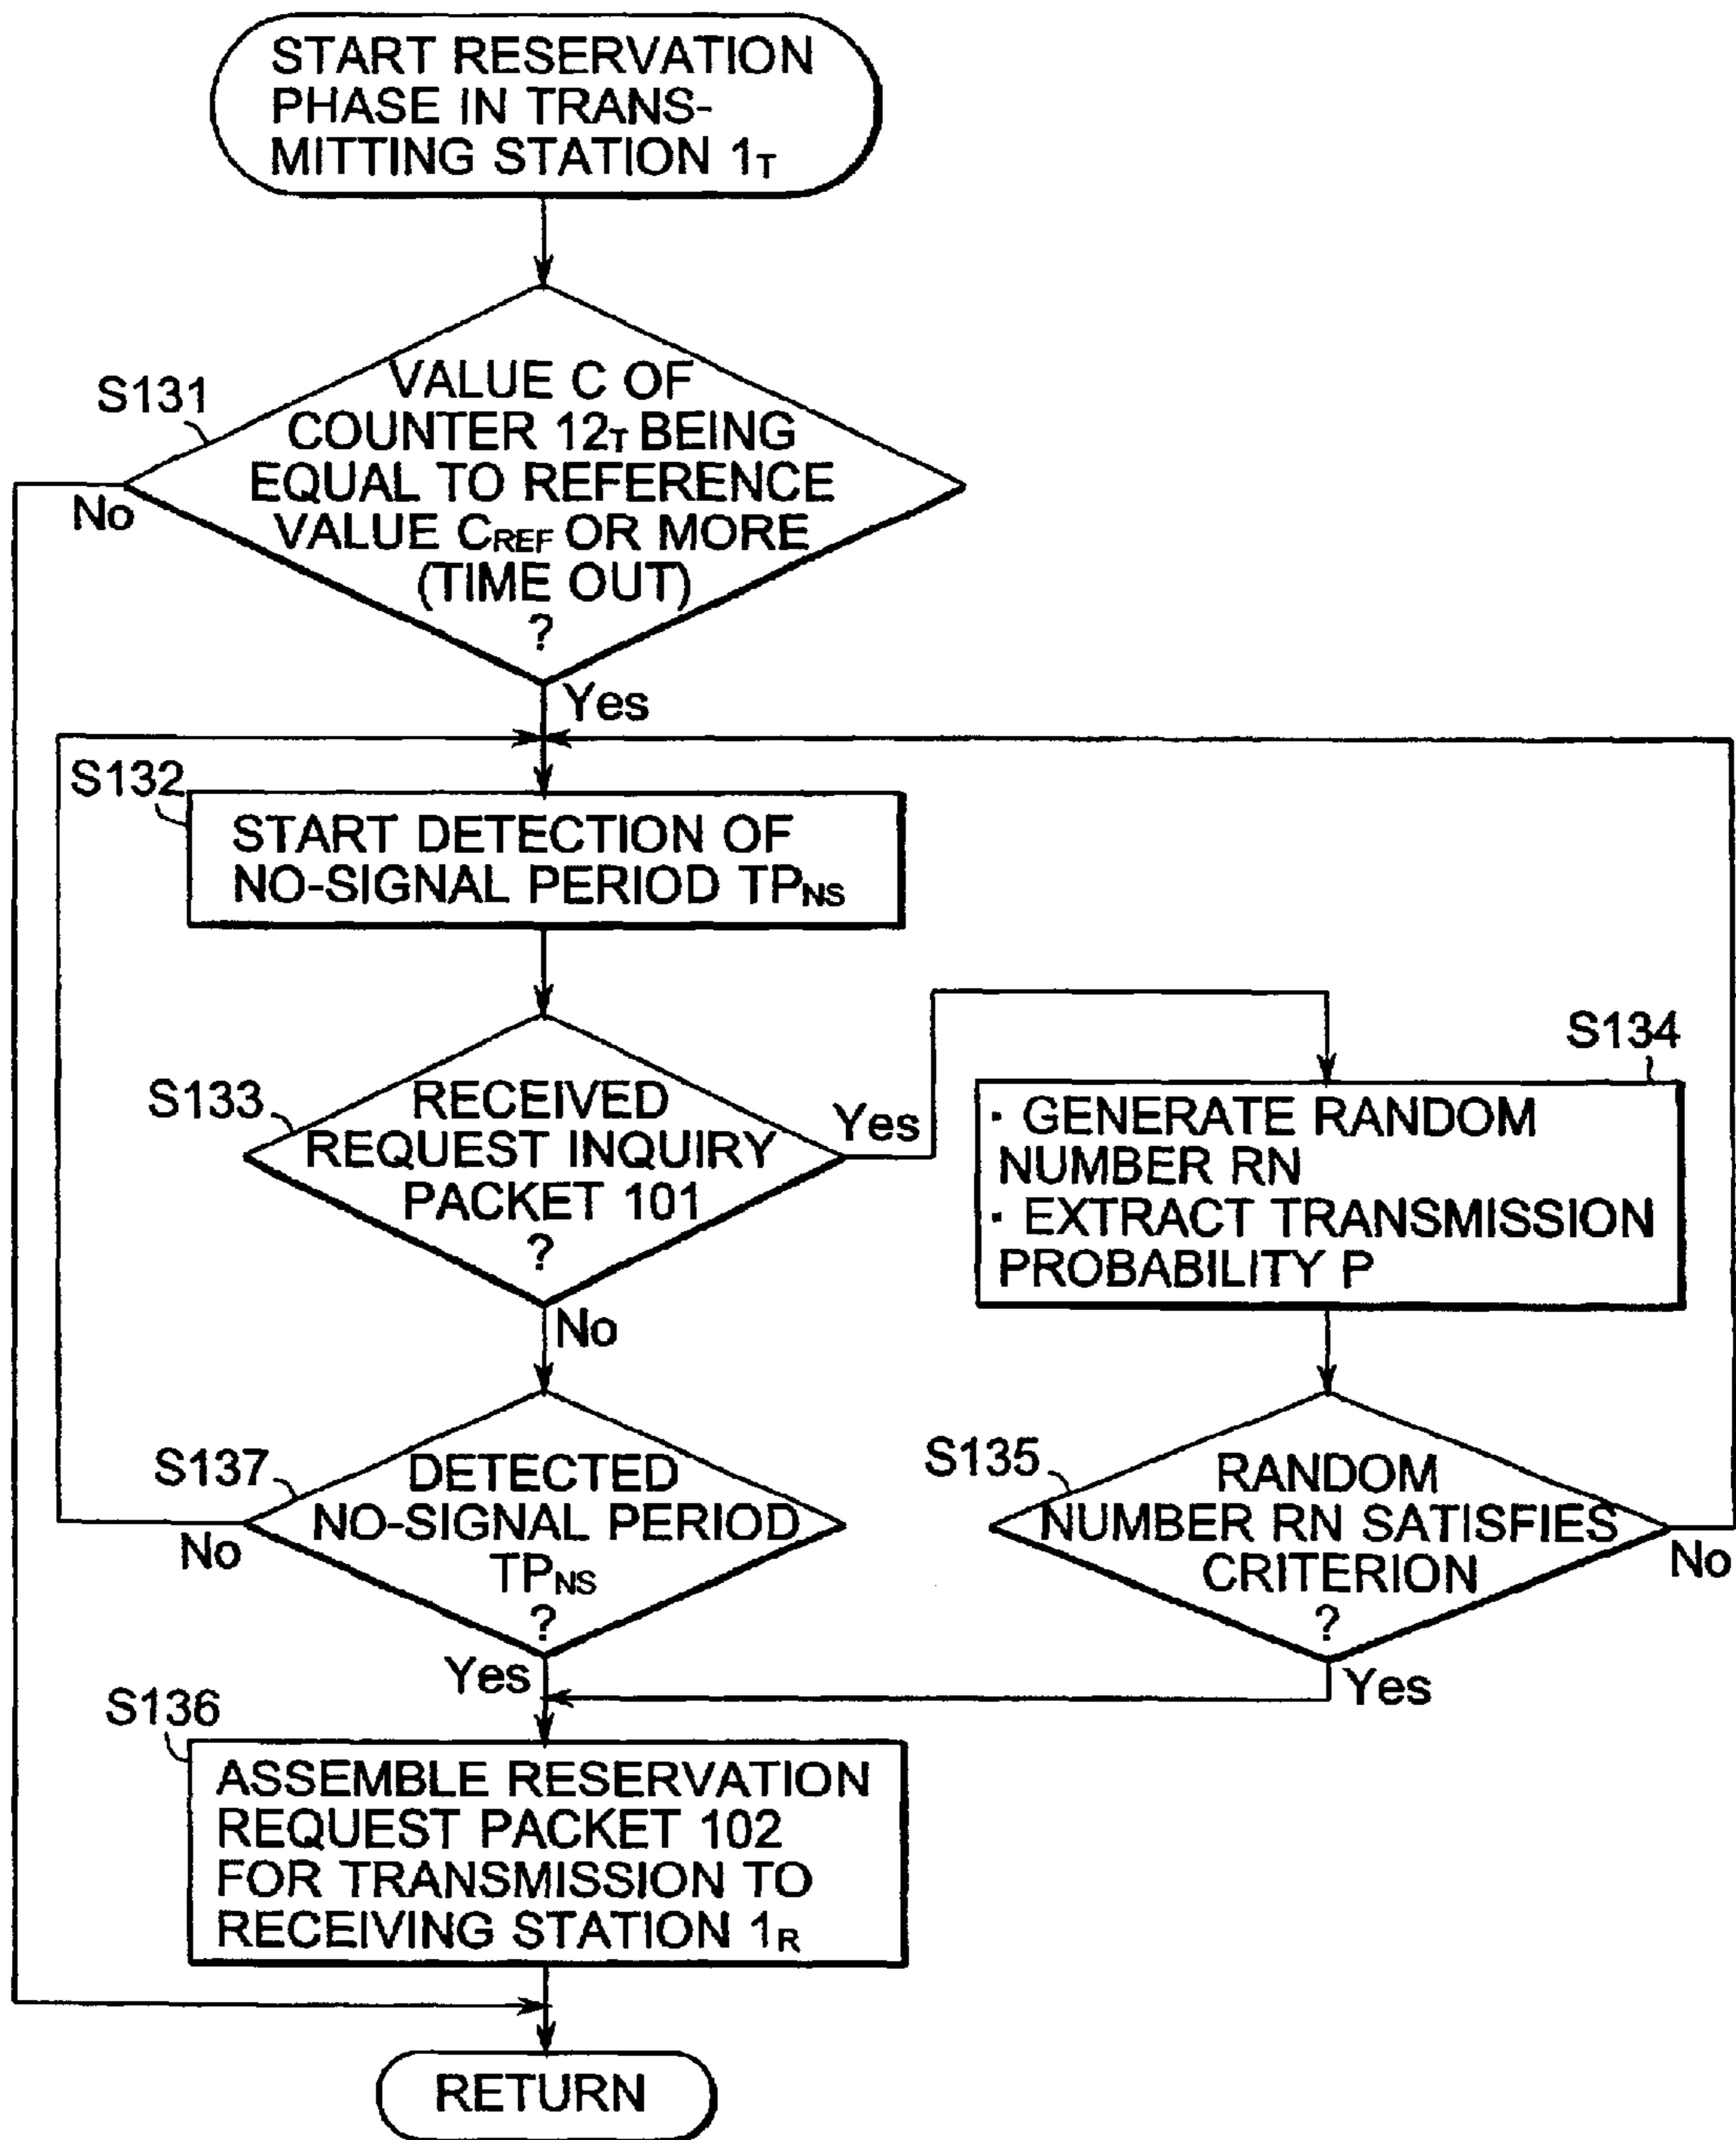 START RESERVATION
PHASE IN TRANS-
MITTING STATION 1T
S131
VALUE C OF
COUNTER 12T BEING
EQUAL TO REFERENCE
VALUE CREF OR MORE
(TIME OUT)
?
No
Yes
S132
START DETECTION OF
NO-SIGNAL PERIOD TPNS
S133
RECEIVED
REQUEST INQUIRY
PACKET 101
?
Yes
No
S134
· GENERATE RANDOM
NUMBER RN
· EXTRACT TRANSMISSION
PROBABILITY P
S137
DETECTED
NO-SIGNAL PERIOD
TPNS
?
No
Yes
S135
RANDOM
NUMBER RN SATISFIES
CRITERION
?
No
Yes
S136
ASSEMBLE RESERVATION
REQUEST PACKET 102
FOR TRANSMISSION TO
RECEIVING STATION 1R
RETURN